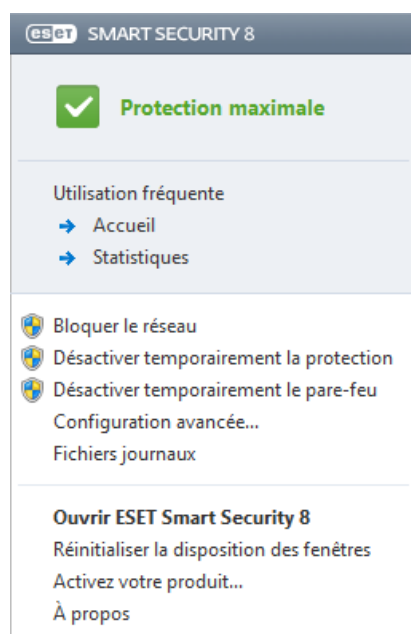 eseT SMART SECURITY 8
Protection maximale
Utilisation fréquente
Accueil
Statistiques
Bloquer le réseau
Désactiver temporairement la protection
Désactiver temporairement le pare-feu
Configuration avancée...
Fichiers journaux
Ouvrir ESET Smart Security 8
Réinitialiser la disposition des fenêtres
Activez votre produit...
À propos